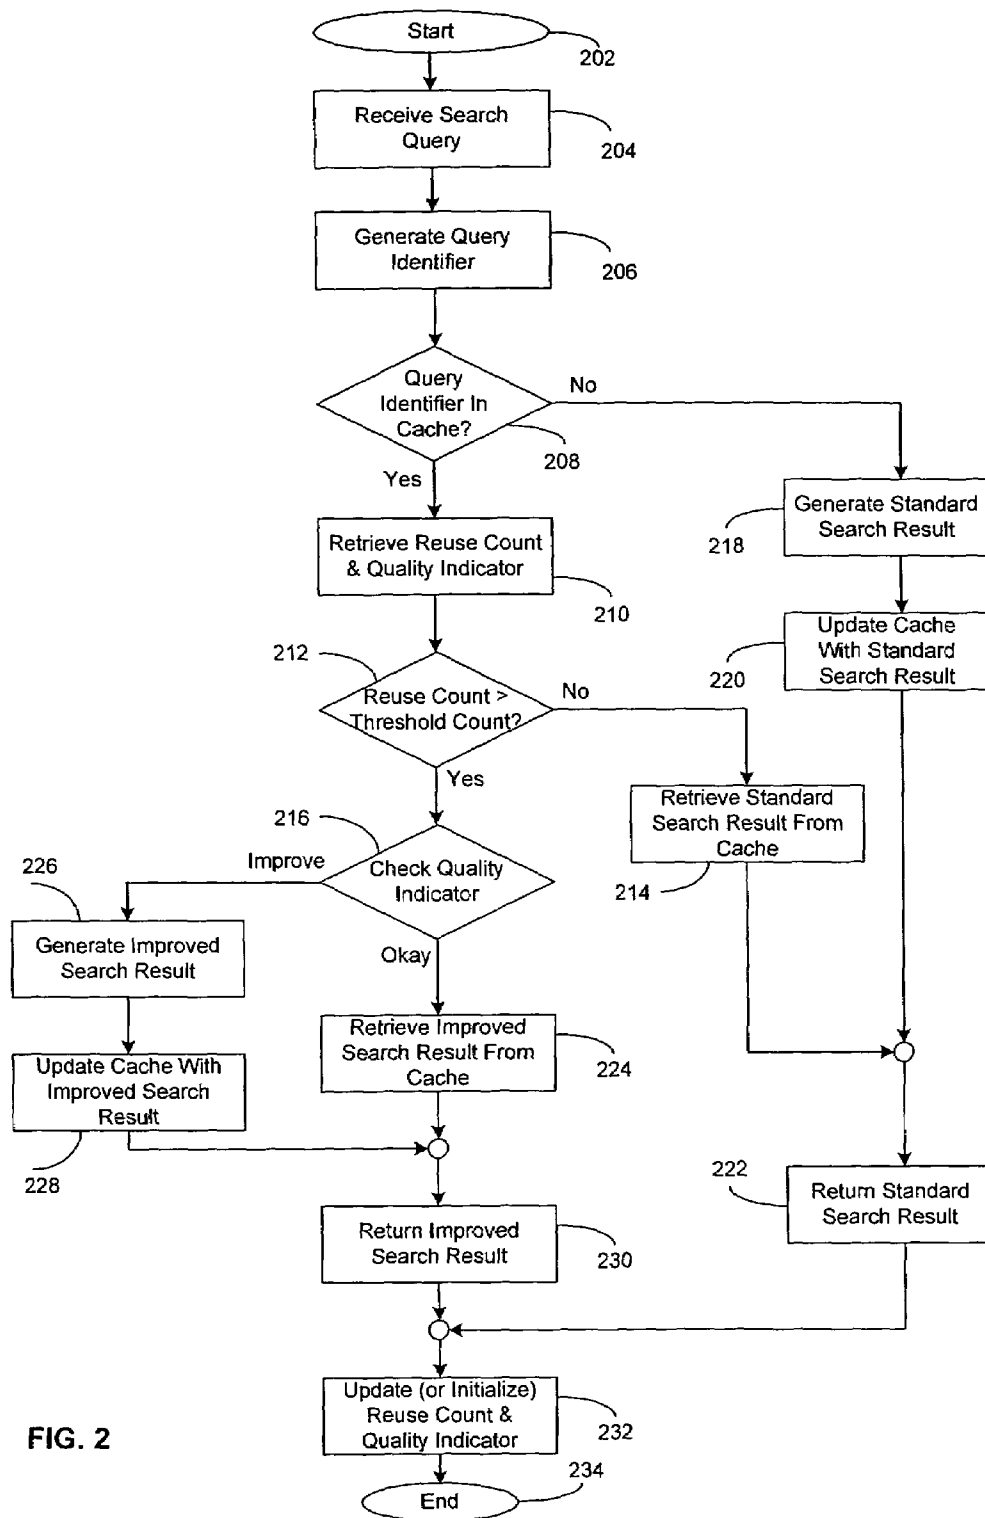 Start
202
Receive Search
Query
204
Generate Query
Identifier
206
Query
Identifier In
Cache?
No
208
Yes
Generate Standard
Search Result
218
Retrieve Reuse Count
& Quality Indicator
210
Update Cache
With Standard
Search Result
220
212
Reuse Count >
Threshold Count?
No
Yes
Retrieve Standard
Search Result From
Cache
214
216
Improve
Check Quality
Indicator
226
Okay
Generate Improved
Search Result
Retrieve Improved
Search Result From
Cache
224
Update Cache With
Improved Search
Result
228
222
Return Standard
Search Result
Return Improved
Search Result
230
Update (or Initialize)
Reuse Count &
Quality Indicator
232
FIG. 2
234
End